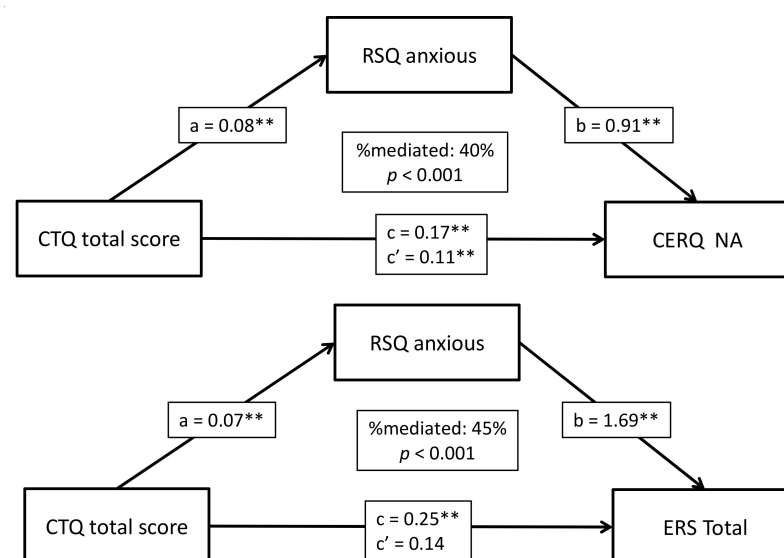 RSQ anxious
a = 0.08**
b = 0.91**
%mediated: 40%
p < 0.001
CTQ total score
c = 0.17**
c’ = 0.11**
CERQ NA
RSQ anxious
a = 0.07**
b = 1.69**
%mediated: 45%
p < 0.001
CTQ total score
c = 0.25**
c’ = 0.14
ERS Total